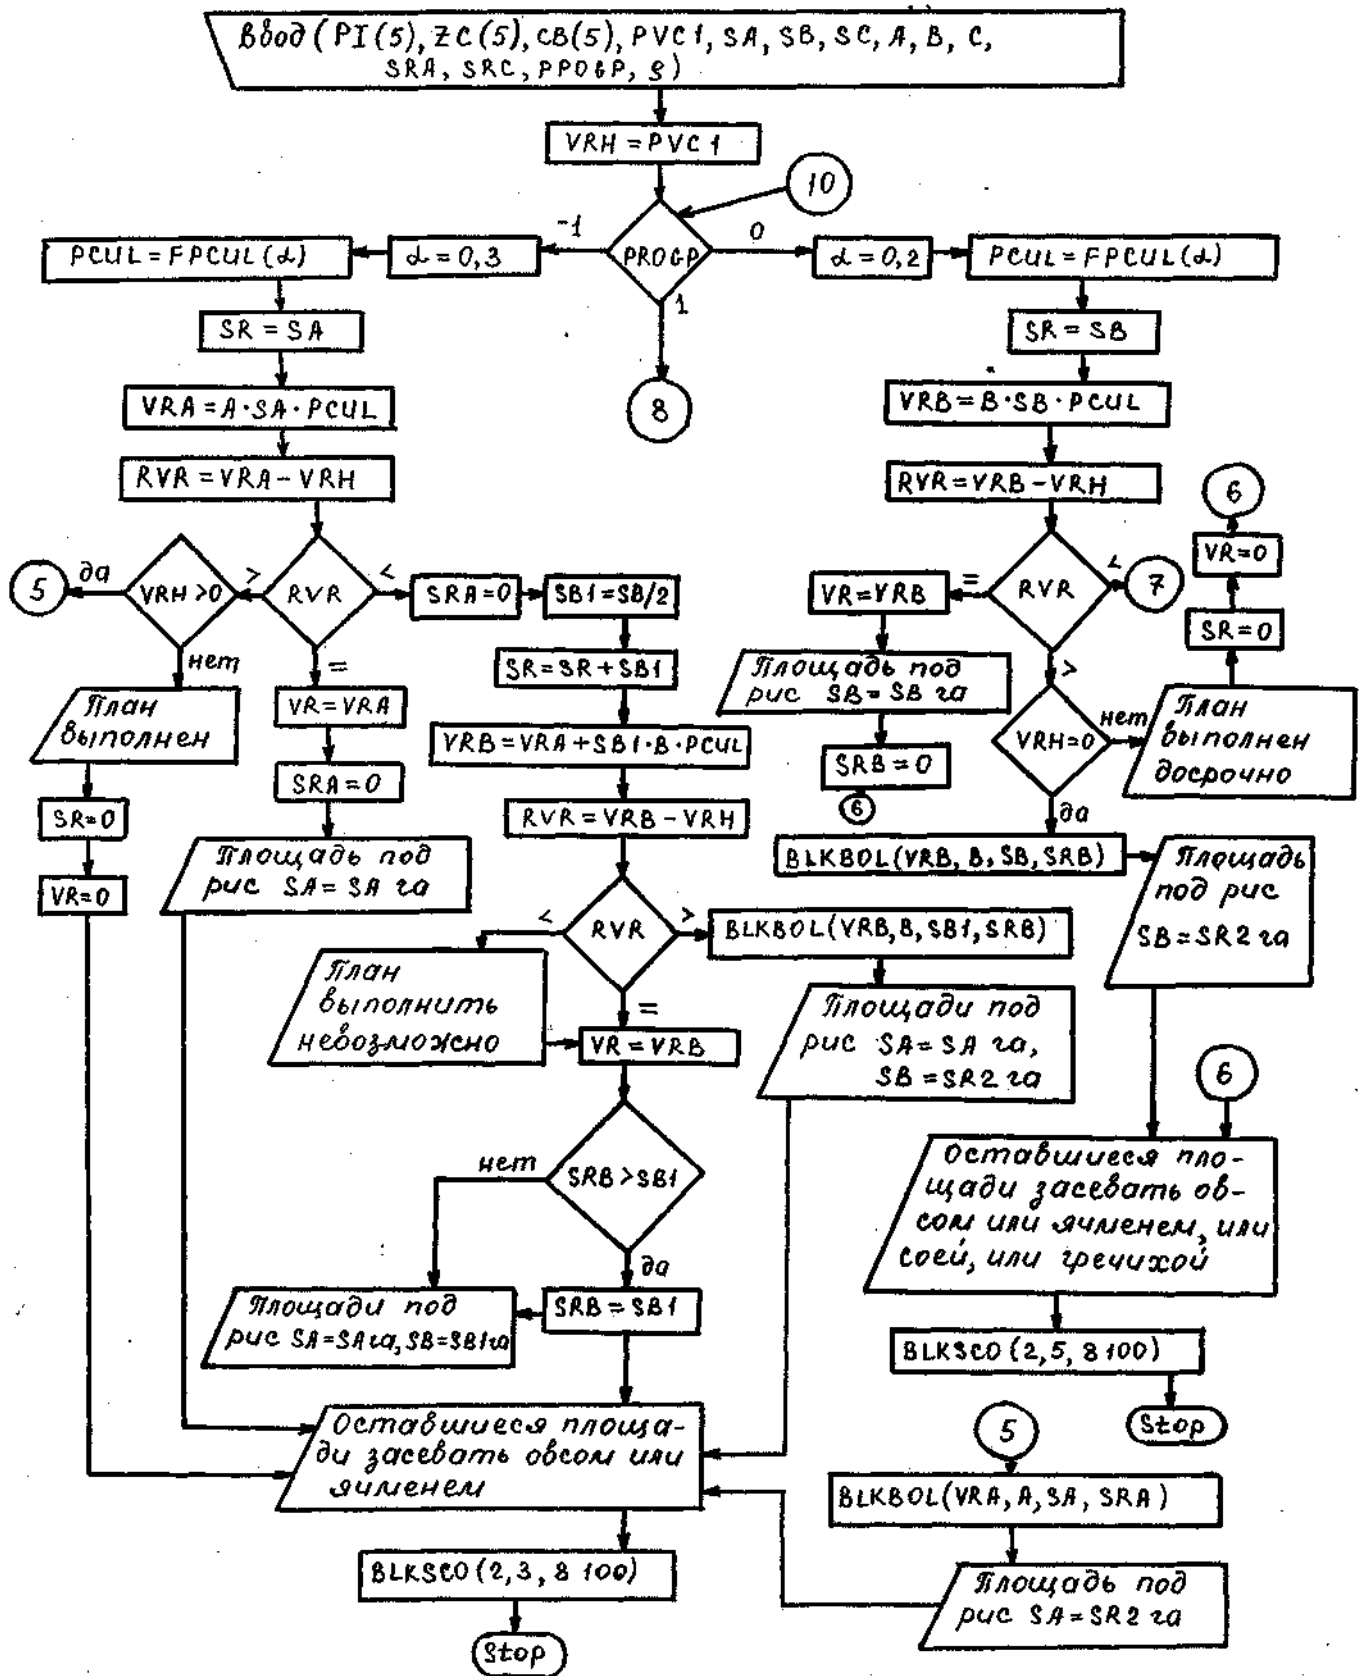 Ввод (PI(5), ZC(5), CB(5), PVC1, SA, SB, SC, A, B, C,
SRA, SRC, PPOGP, S)
VRH = PVC1
10
PROGP
-1
0
1
α = 0,3
PCUL = FPCUL(α)
α = 0,2
PCUL = FPCUL(α)
SR = SA
SR = SB
8
VRA = A·SA·PCUL
VRB = B·SB·PCUL
RVR = VRA - VRH
RVR = VRB - VRH
6
VR=0
SR=0
5
да
VRH >0
>
RVR
<
SRA=0
SB1=SB/2
VR=VRB
=
RVR
<
7
нет
=
SR=SR+SB1
Площадь под
рис SB = SB га
>
План
выполнен
VR=VRA
VRB=VRA+SB1·B·PCUL
SRB=0
6
VRH=0
нет
План
выполнен
досрочно
SR=0
SRA=0
RVR = VRB - VRH
да
VR=0
Площадь под
рис SA = SA га
BLKBOL(VRB, B, SB, SRB)
Площадь
под рис
SB = SR2 га
<
RVR
>
BLKBOL(VRB, B, SB1, SRB)
План
выполнить
невозможно
=
VR = VRB
Площади под
рис SA = SA га,
SB = SR2 га
6
нет
SRB > SB1
да
Оставшиеся пло-
щади засевать ов-
сом или ячменем, или
соей, или гречихой
Площади под
рис SA=SA га, SB=SB1 га
SRB = SB1
BLKSCO (2,5, 8 100)
Stop
Оставшиеся площа-
ди засевать овсом или
ячменем
5
BLKBOL(VRA, A, SA, SRA)
BLKSCO (2,3, 8 100)
Площадь под
рис SA = SR2 га
Stop